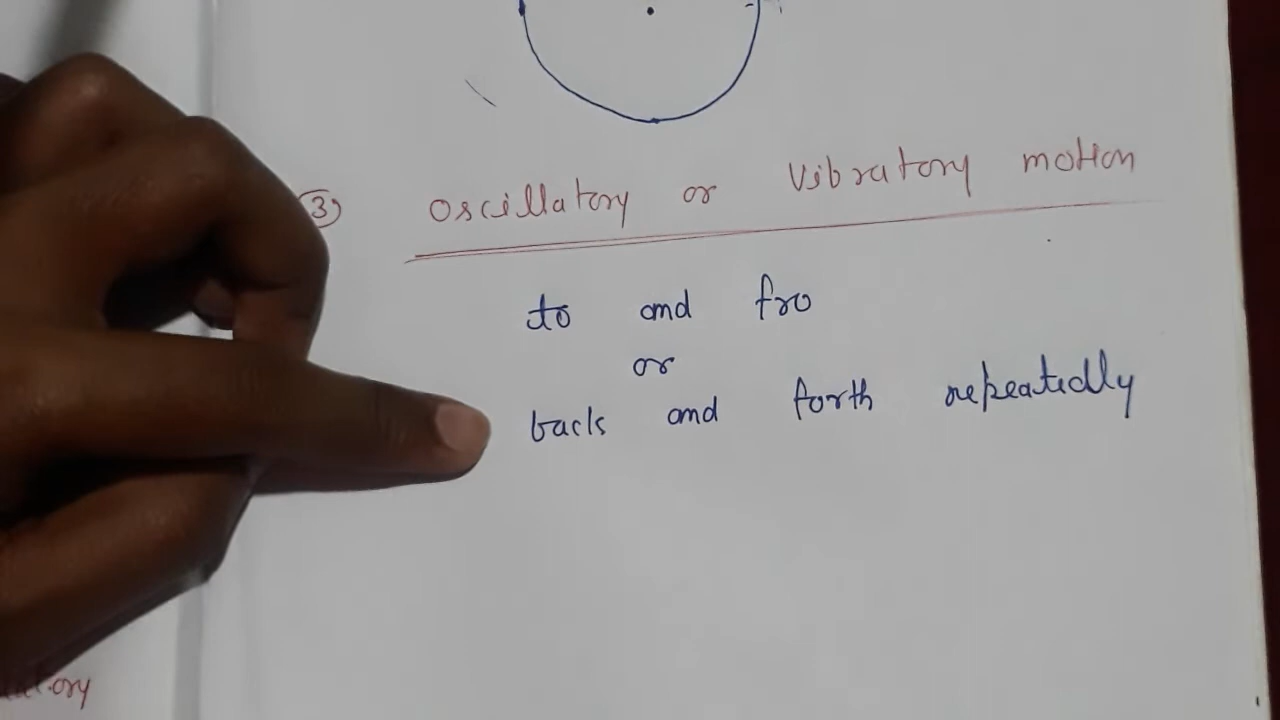 ③ Oscillatory or Vibratory motion
to and fro
or
back and forth repeatedly